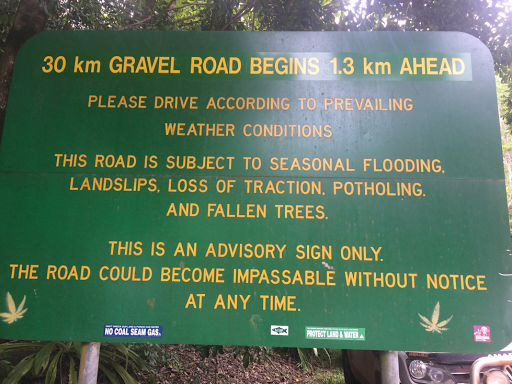 30 km GRAVEL ROAD BEGINS 1.3 km AHEAD
PLEASE DRIVE ACCORDING TO PREVAILING
WEATHER CONDITIONS
THIS ROAD IS SUBJECT TO SEASONAL FLOODING,
LANDSLIPS, LOSS OF TRACTION, POTHOLING,
AND FALLEN TREES.
THIS IS AN ADVISORY SIGN ONLY.
THE ROAD COULD BECOME IMPASSABLE WITHOUT NOTICE
AT ANY TIME.
NO COAL SEAM GAS
PROTECT LAND & WATER